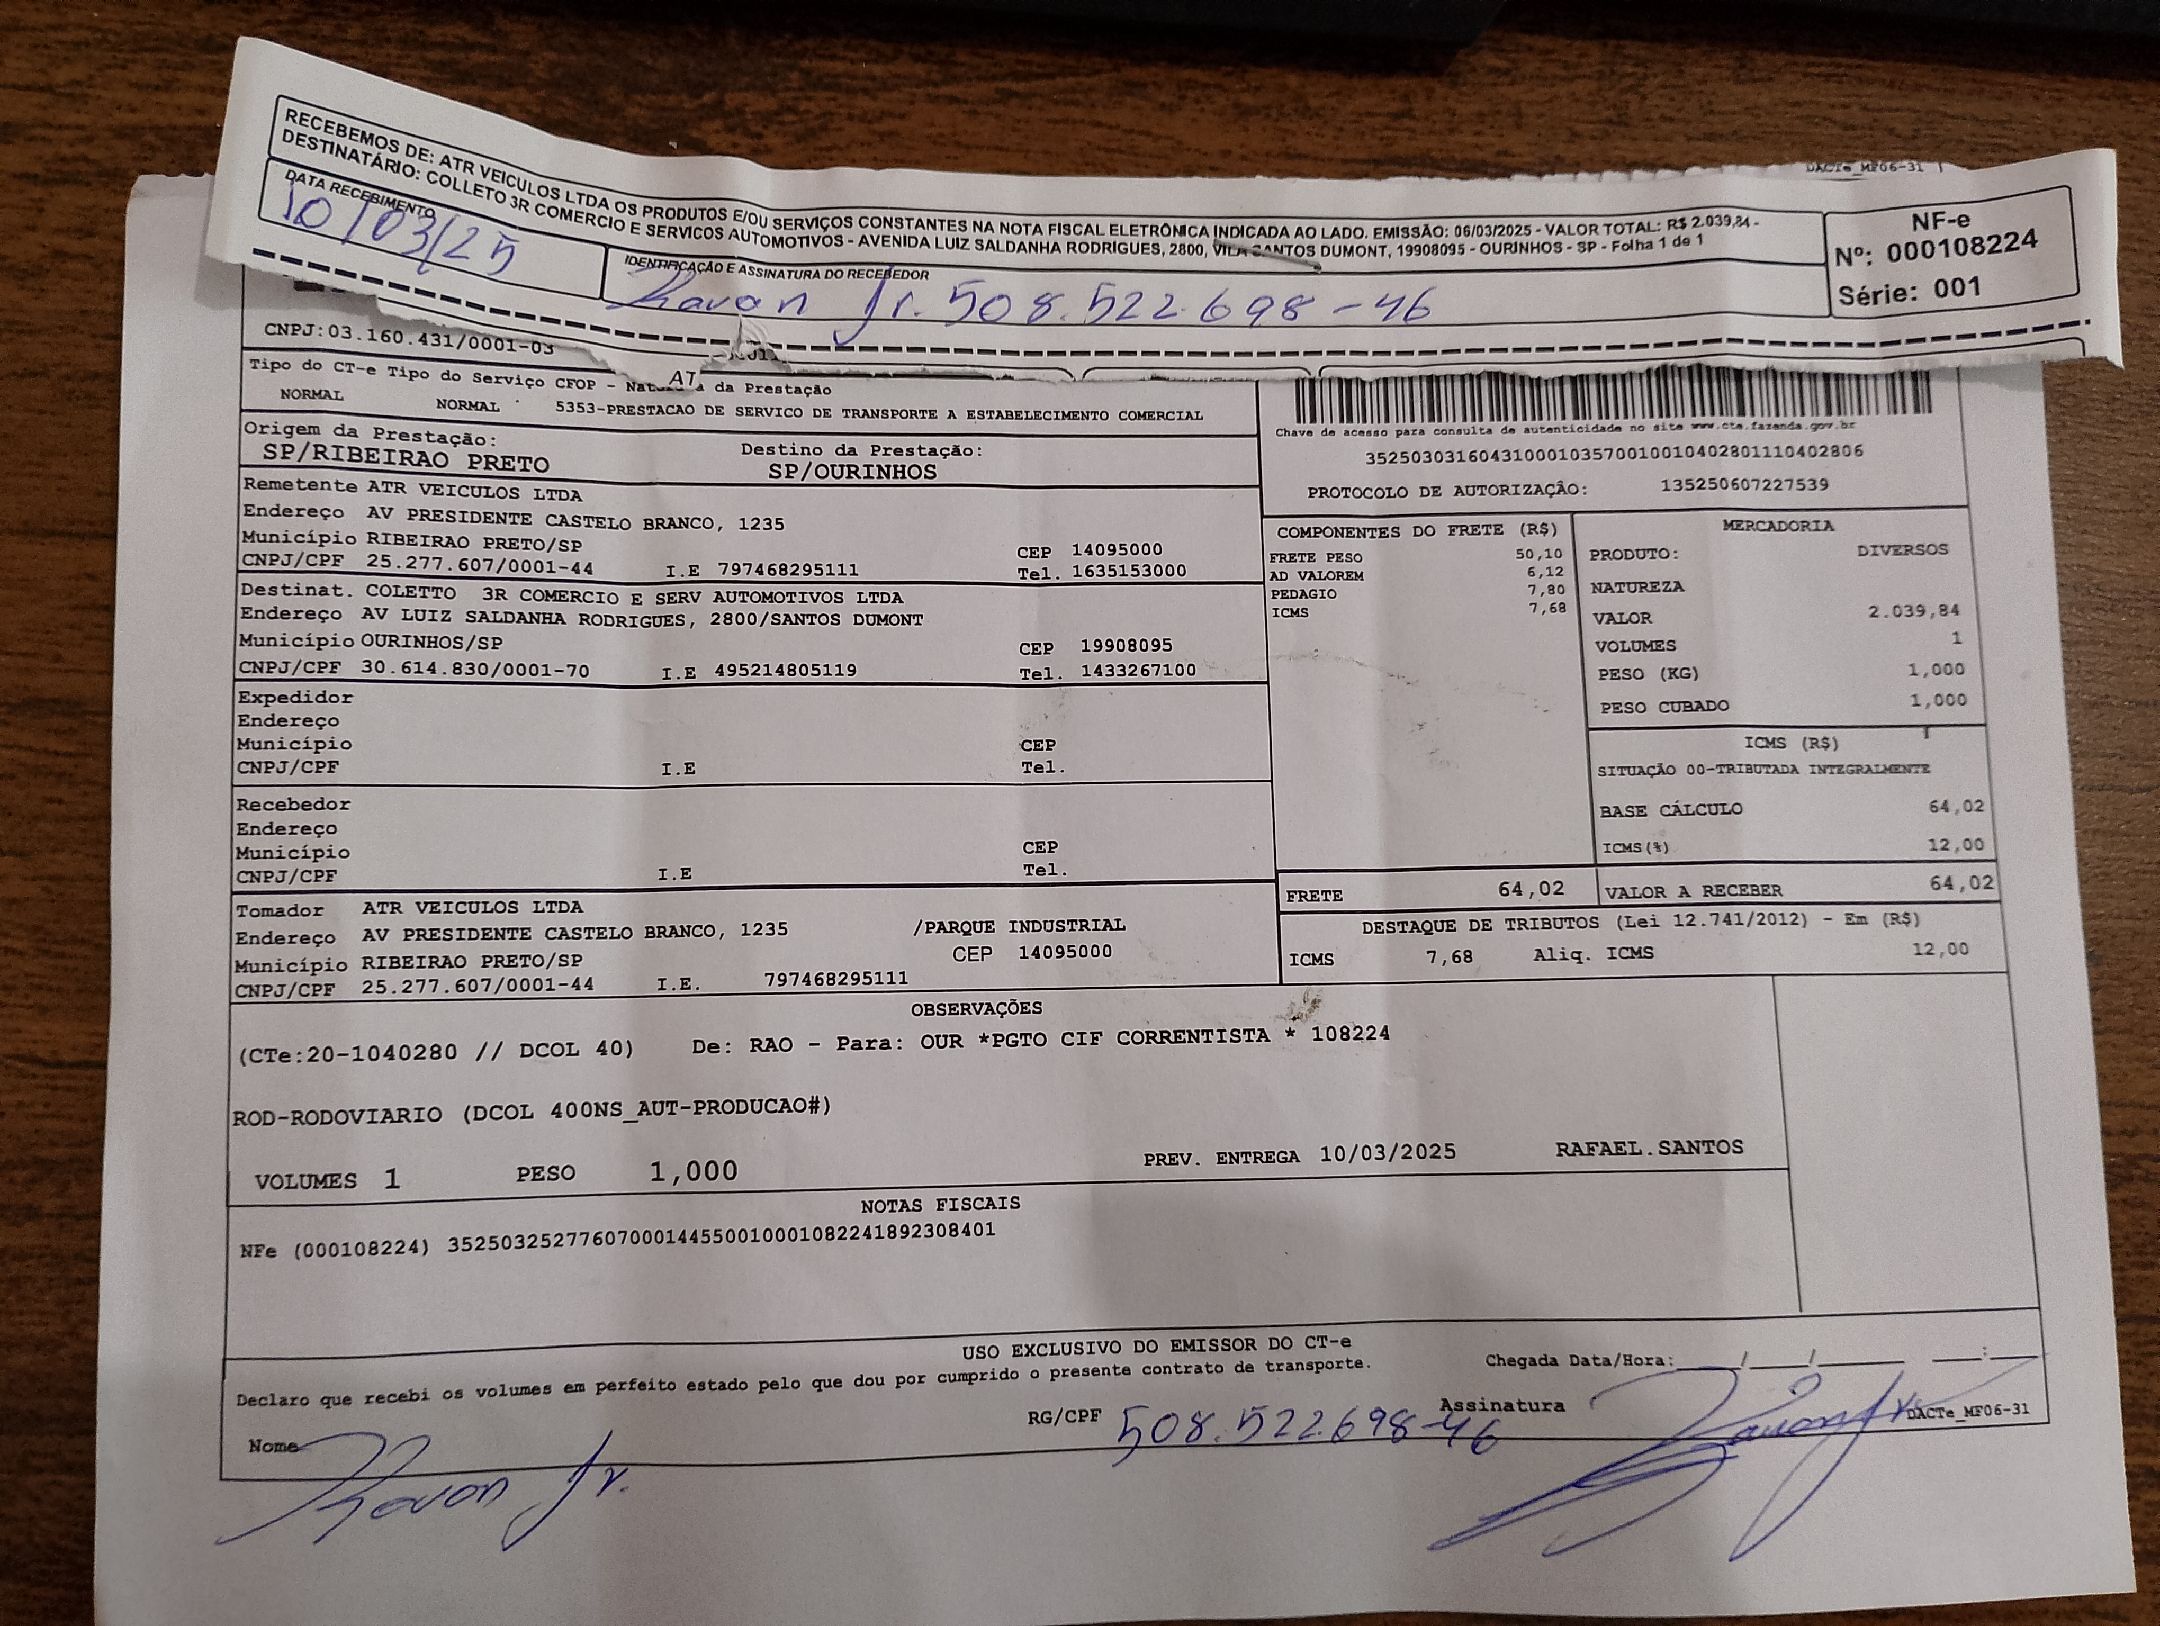 DACTe_MF06-31
RECEBEMOS DE: ATR VEICULOS LTDA OS PRODUTOS E/OU SERVIÇOS CONSTANTES NA NOTA FISCAL ELETRÔNICA INDICADA AO LADO. EMISSÃO: 06/03/2025 - VALOR TOTAL: R$ 2.039,84 -
DESTINATÁRIO: COLLETO 3R COMERCIO E SERVICOS AUTOMOTIVOS - AVENIDA LUIZ SALDANHA RODRIGUES, 2800, VILA SANTOS DUMONT, 19908095 - OURINHOS - SP - Folha 1 de 1
NF-e
Nº: 000108224
Série: 001
DATA RECEBIMENTO
10/03/25
IDENTIFICAÇÃO E ASSINATURA DO RECEBEDOR
Jr. 508.522.698-46
CNPJ:03.160.431/0001-03
AT
Tipo do CT-e Tipo do Serviço CFOP - Natureza da Prestação
NORMAL NORMAL 5353-PRESTACAO DE SERVICO DE TRANSPORTE A ESTABELECIMENTO COMERCIAL
Chave de acesso para consulta de autenticidade no site www.cte.fazenda.gov.br
35250303160431000103570010010402801110402806
PROTOCOLO DE AUTORIZAÇÂO: 135250607227539
Origem da Prestação: Destino da Prestação:
SP/RIBEIRAO PRETO SP/OURINHOS
Remetente ATR VEICULOS LTDA
Endereço AV PRESIDENTE CASTELO BRANCO, 1235
Município RIBEIRAO PRETO/SP CEP 14095000
CNPJ/CPF 25.277.607/0001-44 I.E 797468295111 Tel. 1635153000
Destinat. COLETTO 3R COMERCIO E SERV AUTOMOTIVOS LTDA
Endereço AV LUIZ SALDANHA RODRIGUES, 2800/SANTOS DUMONT
Município OURINHOS/SP CEP 19908095
CNPJ/CPF 30.614.830/0001-70 I.E 495214805119 Tel. 1433267100
Expedidor
Endereço
Município CEP
CNPJ/CPF I.E Tel.
Recebedor
Endereço
Município CEP
CNPJ/CPF I.E Tel.
Tomador ATR VEICULOS LTDA
Endereço AV PRESIDENTE CASTELO BRANCO, 1235 /PARQUE INDUSTRIAL
Município RIBEIRAO PRETO/SP CEP 14095000
CNPJ/CPF 25.277.607/0001-44 I.E. 797468295111
COMPONENTES DO FRETE (R$)
FRETE PESO 50,10
AD VALOREM 6,12
PEDAGIO 7,80
ICMS 7,68
MERCADORIA
PRODUTO: DIVERSOS
NATUREZA
VALOR 2.039,84
VOLUMES 1
PESO (KG) 1,000
PESO CUBADO 1,000
ICMS (R$)
SITUAÇÃO 00-TRIBUTADA INTEGRALMENTE
BASE CÁLCULO 64,02
ICMS(%) 12,00
FRETE 64,02 VALOR A RECEBER 64,02
DESTAQUE DE TRIBUTOS (Lei 12.741/2012) - Em (R$)
ICMS 7,68 Aliq. ICMS 12,00
OBSERVAÇÕES
(CTe:20-1040280 // DCOL 40) De: RAO - Para: OUR *PGTO CIF CORRENTISTA * 108224
ROD-RODOVIARIO (DCOL 400NS_AUT-PRODUCAO#)
VOLUMES 1 PESO 1,000 PREV. ENTREGA 10/03/2025 RAFAEL.SANTOS
NOTAS FISCAIS
NFe (000108224) 35250325277607000144550010001082241892308401
USO EXCLUSIVO DO EMISSOR DO CT-e
Declaro que recebi os volumes em perfeito estado pelo que dou por cumprido o presente contrato de transporte. Chegada Data/Hora:____/____/____ ____:____
Nome Jr. RG/CPF 508.522.698-46 Assinatura
DACTe_MF06-31